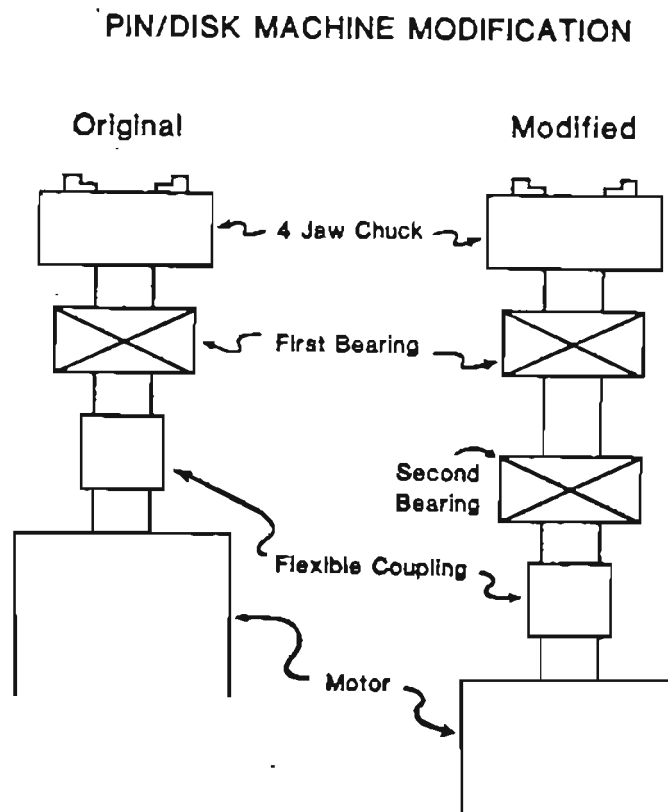 PIN/DISK MACHINE MODIFICATION
Original
Modified
4 Jaw Chuck
First Bearing
Second
Bearing
Flexible Coupling
Motor